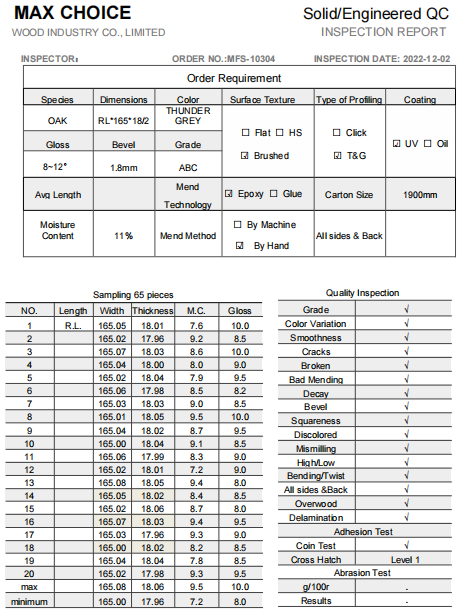 MAX CHOICE Solid/Engineered QC
WOOD INDUSTRY CO., LIMITED INSPECTION REPORT
INSPECTOR: ORDER NO.:MFS-10304 INSPECTION DATE: 2022-12-02
Order Requirement
Species Dimensions Color Surface Texture Type of Profiling Coating
OAK RL*165*18/2 THUNDER GREY ☐ Flat ☐ HS ☐ Click ☑ UV ☐ Oil
Gloss Bevel Grade ☑ Brushed ☑ T&G
8~12° 1.8mm ABC
Avg Length Mend Technology ☑ Epoxy ☐ Glue Carton Size 1900mm
Moisture Content 11% Mend Method ☐ By Machine ☑ By Hand All sides & Back
Sampling 65 pieces
NO. Length Width Thickness M.C. Gloss
1 R.L. 165.05 18.01 7.6 10.0
2 165.02 17.96 9.2 8.5
3 165.07 18.03 8.6 10.0
4 165.04 18.00 8.0 9.0
5 165.04 18.02 7.9 9.5
6 165.06 17.98 8.5 8.2
7 165.03 18.03 9.0 8.5
8 165.01 18.05 9.5 10.0
9 165.04 18.02 8.7 8.5
10 165.00 18.04 9.1 8.5
11 165.06 17.99 8.3 9.0
12 165.02 18.01 7.2 9.0
13 165.08 18.05 9.4 8.5
14 165.05 18.02 8.4 8.5
15 165.02 18.06 8.7 8.0
16 165.07 18.03 9.4 9.5
17 165.03 17.96 9.3 9.0
18 165.00 18.02 8.2 8.5
19 165.04 18.04 7.8 8.5
20 165.02 17.98 9.3 9.5
max 165.08 18.06 9.5 10.0
minimum 165.00 17.96 7.2 8.0
Quality Inspection
Grade √
Color Variation √
Smoothness √
Cracks √
Broken √
Bad Mending √
Decay √
Bevel √
Squareness √
Discolored √
Mismilling √
High/Low √
Bending/Twist √
All sides &Back √
Overwood √
Delamination √
Adhesion Test
Coin Test √
Cross Hatch Level 1
Abrasion Test
g/100r .
Results .